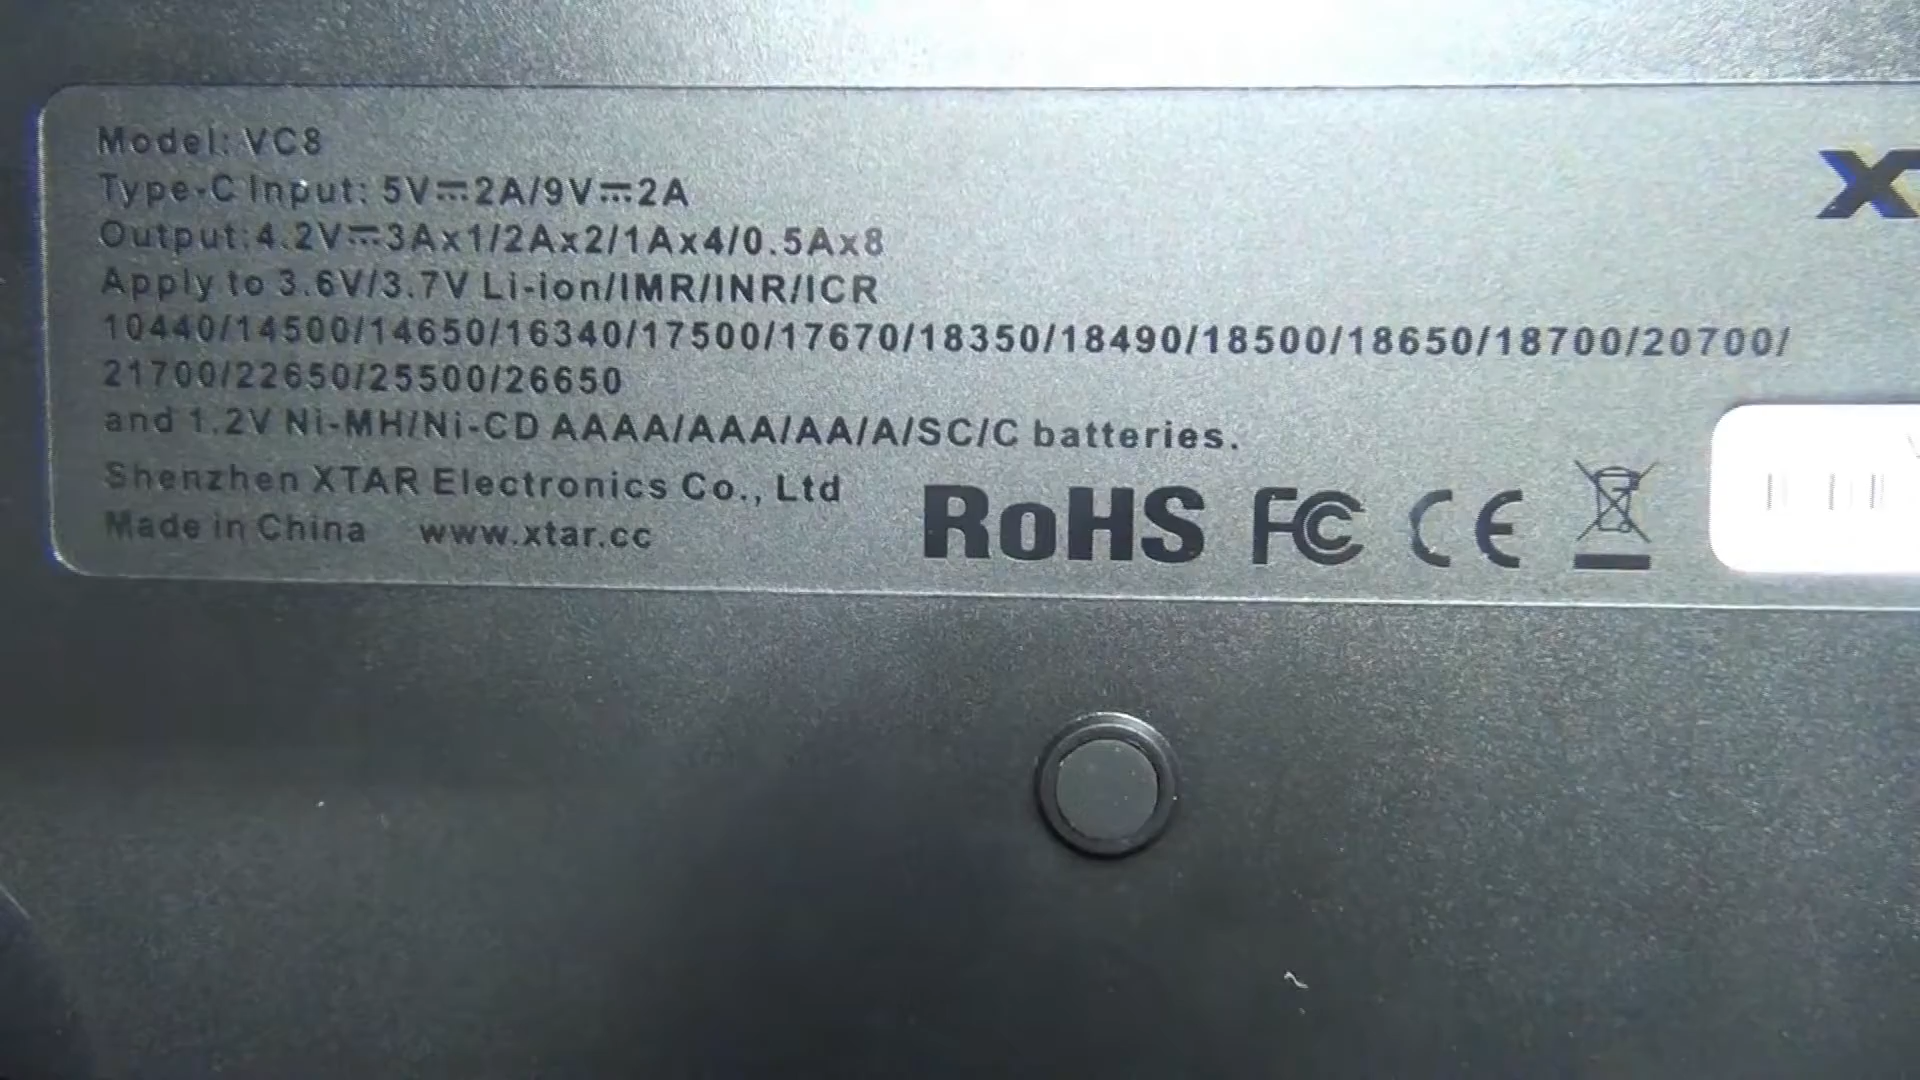 Model: VC8
Type-C Input: 5V⎓2A/9V⎓2A
Output:4.2V⎓3Ax1/2Ax2/1Ax4/0.5Ax8
Apply to 3.6V/3.7V Li-ion/IMR/INR/ICR
10440/14500/14650/16340/17500/17670/18350/18490/18500/18650/18700/20700/
21700/22650/25500/26650
and 1.2V Ni-MH/Ni-CD AAAA/AAA/AA/A/SC/C batteries.
Shenzhen XTAR Electronics Co., Ltd
Made in China www.xtar.cc
RoHS FC CE